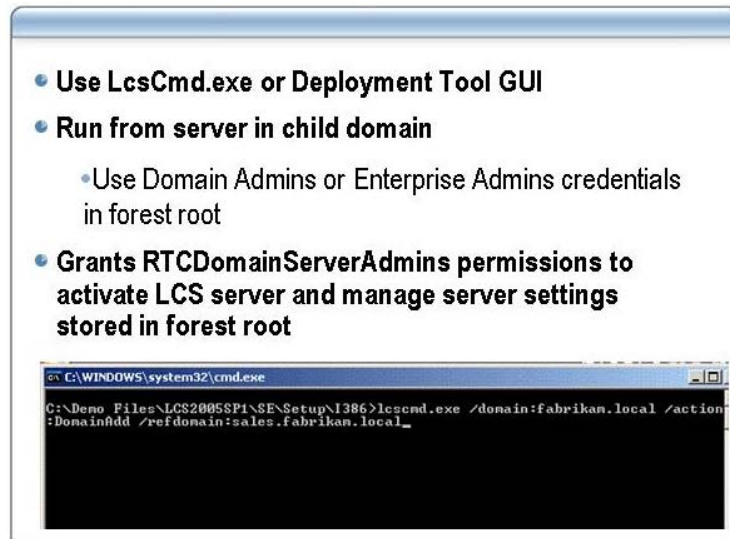 Use LcsCmd.exe or Deployment Tool GUI
Run from server in child domain
Use Domain Admins or Enterprise Admins credentials
in forest root
Grants RTCDomainServerAdmins permissions to
activate LCS server and manage server settings
stored in forest root
C:\WINDOWS\system32\cmd.exe
C:\Demo Files\LCS2005SP1\SE\Setup\I386>lcscmd.exe /domain:fabrikam.local /action
:DomainAdd /refdomain:sales.fabrikam.local_